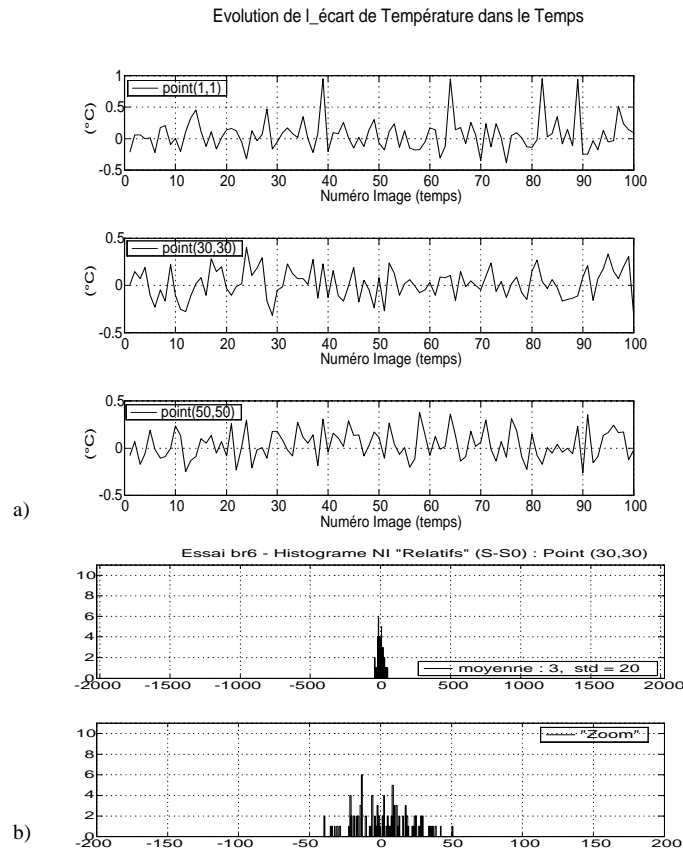 Evolution de l_écart de Température dans le Temps
1
0.5
0
-0.5
(°C)
point(1,1)
0 10 20 30 40 50 60 70 80 90 100
Numéro Image (temps)
0.5
0
-0.5
(°C)
point(30,30)
0 10 20 30 40 50 60 70 80 90 100
Numéro Image (temps)
0.5
0
-0.5
(°C)
point(50,50)
0 10 20 30 40 50 60 70 80 90 100
Numéro Image (temps)
a)
Essai br6 - Histograme NI "Relatifs" (S-S0) : Point (30,30)
10
8
6
4
2
0
moyenne : 3, std = 20
-2000 -1500 -1000 -500 0 500 1000 1500 2000
10
8
6
4
2
0
"Zoom"
-200 -150 -100 -50 0 50 100 150 200
b)